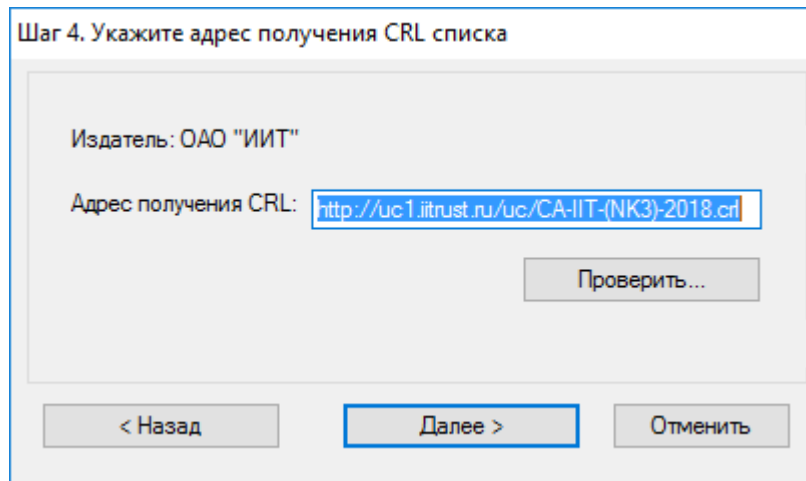 Шаг 4. Укажите адрес получения CRL списка
Издатель: ОАО "ИИТ"
Адрес получения CRL: http://uc1.iitrust.ru/uc/CA-IIT-(NK3)-2018.crl
Проверить...
< Назад Далее > Отменить